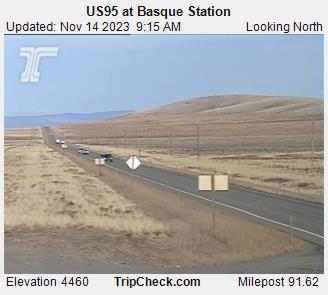 US95 at Basque Station
Updated: Nov 14 2023 9:15 AM Looking North
Elevation 4460 TripCheck.com Milepost 91.62